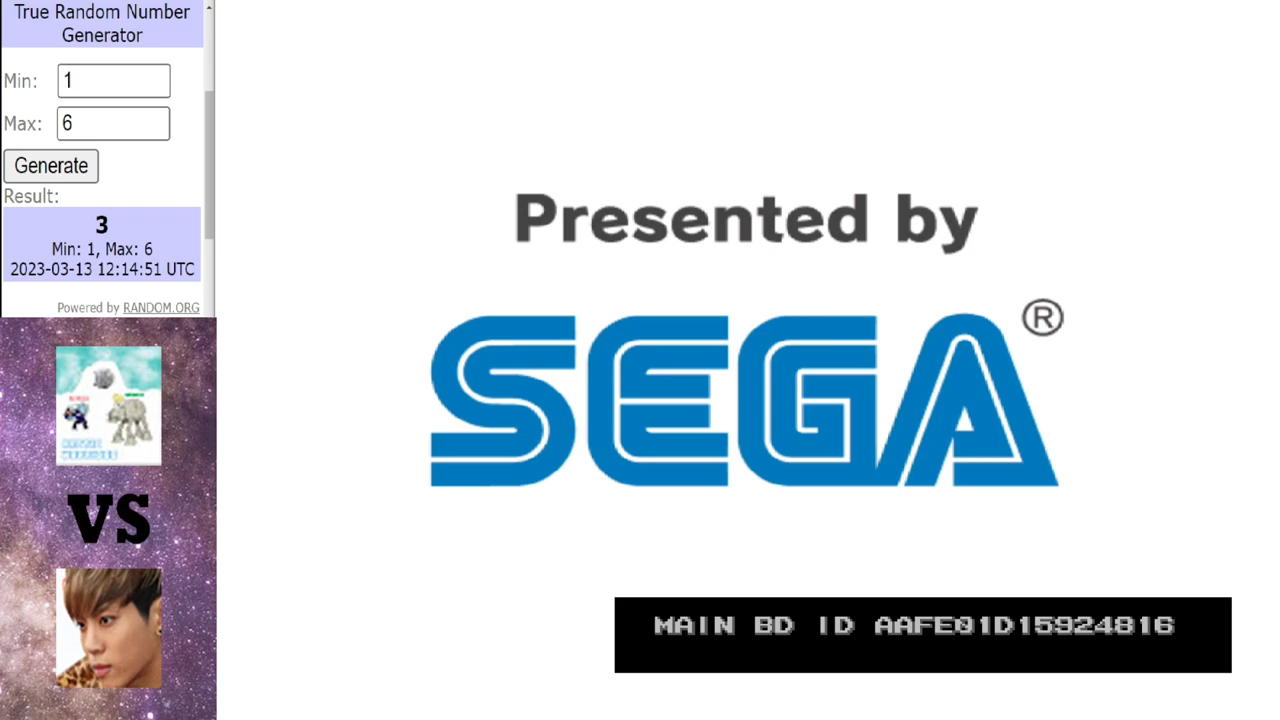 True Random Number
Generator
Min: 1
Max: 6
Generate
Result:
3
Min: 1, Max: 6
2023-03-13 12:14:51 UTC
Powered by RANDOM.ORG
VS
Presented by
SEGA®
MAIN BD ID AAFE01D15924816